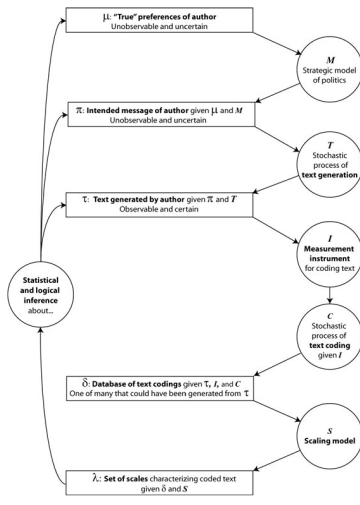 μ: "True" preferences of author
Unobservable and uncertain
M
Strategic model
of politics
π: Intended message of author given μ and M
Unobservable and uncertain
T
Stochastic
process of
text generation
τ: Text generated by author given π and T
Observable and certain
I
Measurement
instrument
for coding text
Statistical
and logical
inference
about...
C
Stochastic
process of
text coding
given I
δ: Database of text codings given τ, I, and C
One of many that could have been generated from τ
S
Scaling model
λ: Set of scales characterizing coded text
given δ and S